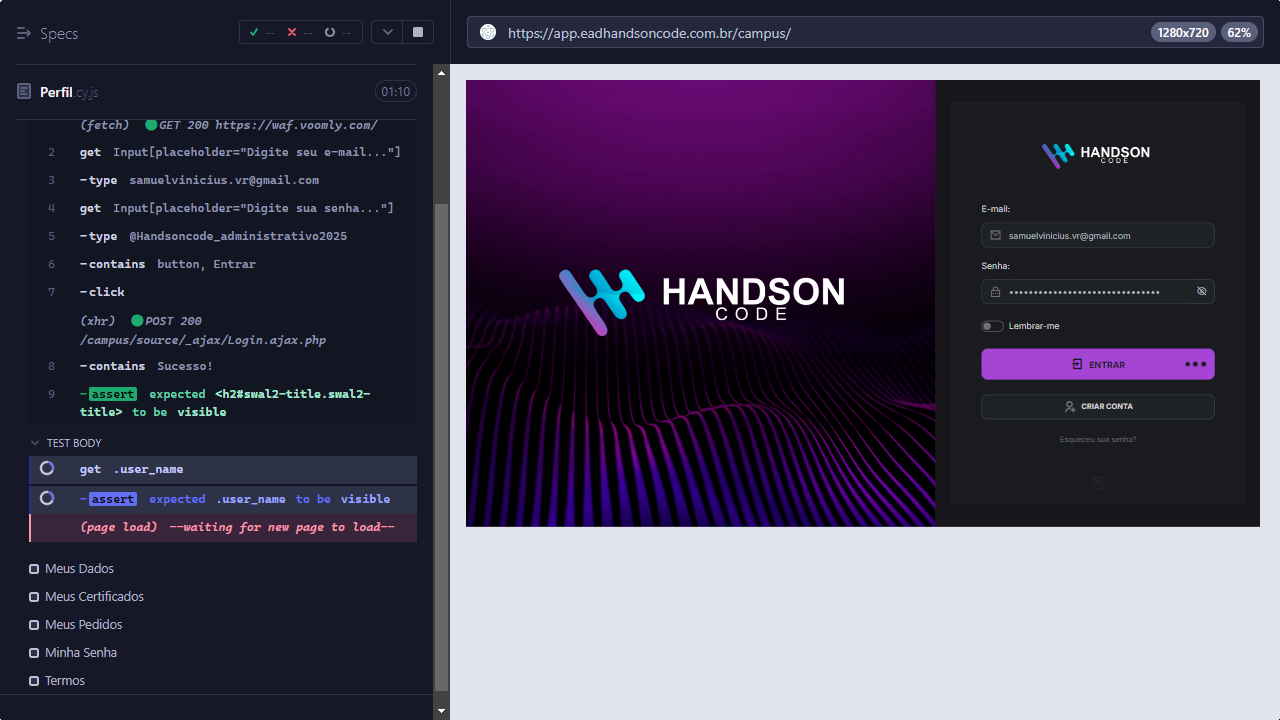 Specs
-- -- --
https://app.eadhandsoncode.com.br/campus/
1280x720
62%
Perfil.cy.js
01:10
(fetch) GET 200 https://waf.voomly.com/
2 get Input[placeholder="Digite seu e-mail..."]
3 -type samuelvinicius.vr@gmail.com
4 get Input[placeholder="Digite sua senha..."]
5 -type @Handsoncode_administrativo2025
6 -contains button, Entrar
7 -click
(xhr) POST 200
/campus/source/_ajax/Login.ajax.php
8 -contains Sucesso!
9 -assert expected <h2#swal2-title.swal2-
title> to be visible
TEST BODY
get .user_name
-assert expected .user_name to be visible
(page load) --waiting for new page to load--
Meus Dados
Meus Certificados
Meus Pedidos
Minha Senha
Termos
HANDSON
CODE
HANDSON
CODE
E-mail:
samuelvinicius.vr@gmail.com
Senha:
•••••••••••••••••••••••••••••••
Lembrar-me
ENTRAR
CRIAR CONTA
Esqueceu sua senha?